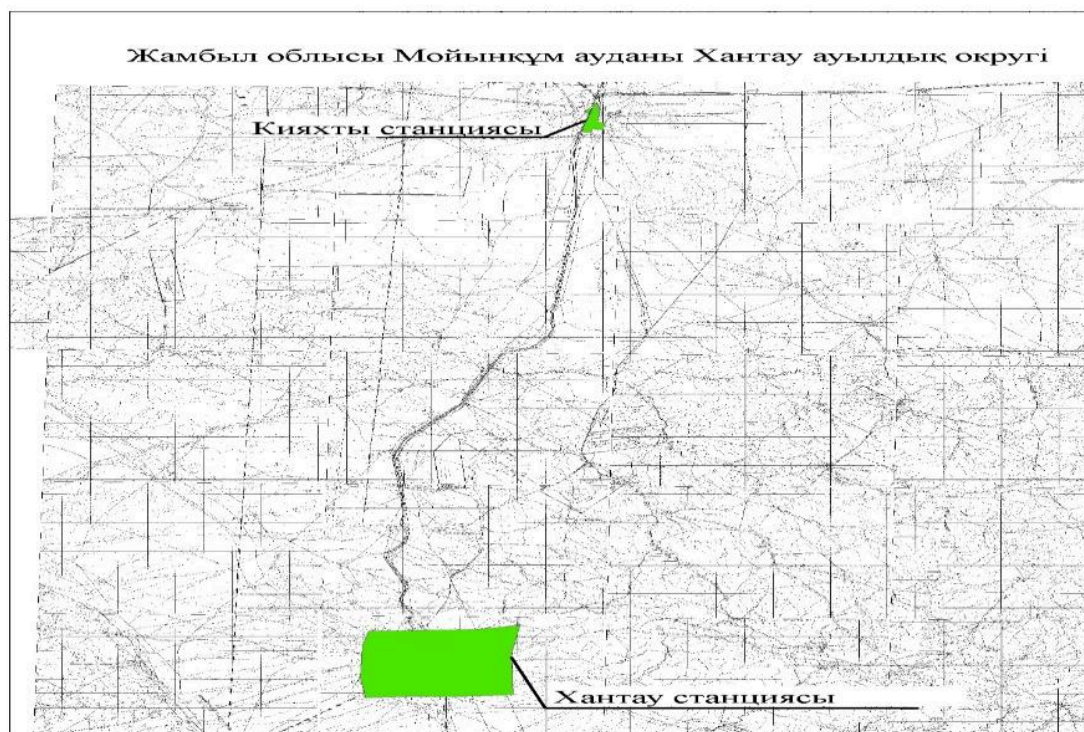 Жамбыл облысы Мойынқұм ауданы Хантау ауылдық округі
Кияхты станциясы
Хантау станциясы